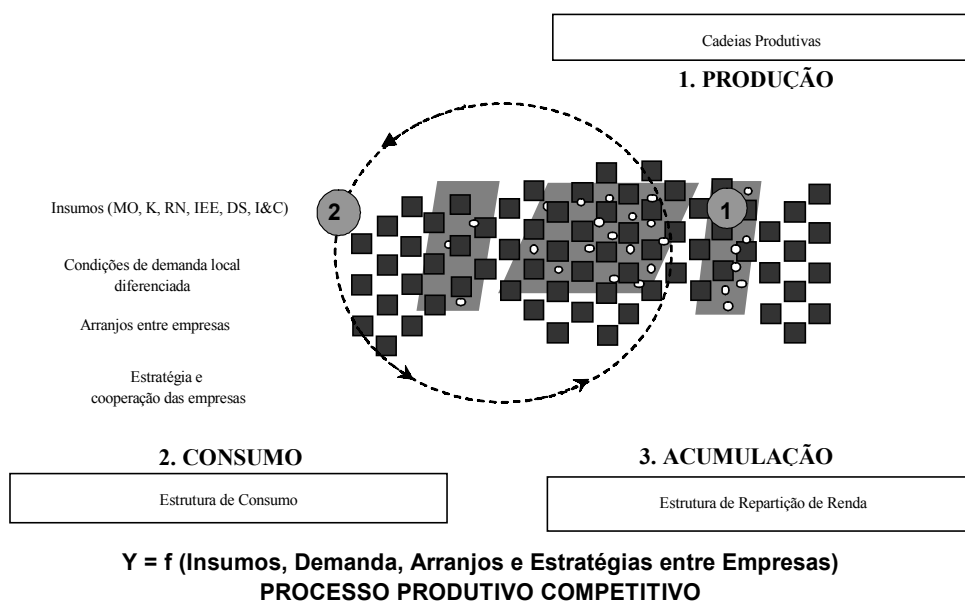 Cadeias Produtivas
1. PRODUÇÃO
2
1
Insumos (MO, K, RN, IEE, DS, I&C)
Condições de demanda local
diferenciada
Arranjos entre empresas
Estratégia e
cooperação das empresas
2. CONSUMO
Estrutura de Consumo
3. ACUMULAÇÃO
Estrutura de Repartição de Renda
Y = f (Insumos, Demanda, Arranjos e Estratégias entre Empresas)
PROCESSO PRODUTIVO COMPETITIVO